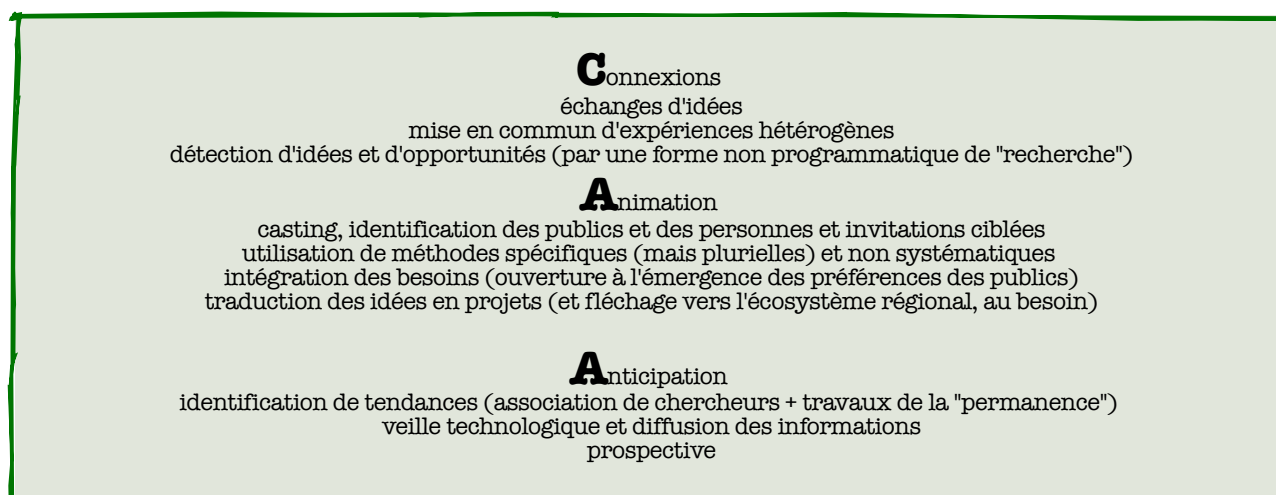 Connexions
échanges d'idées
mise en commun d'expériences hétérogènes
détection d'idées et d'opportunités (par une forme non programmatique de "recherche")
Animation
casting, identification des publics et des personnes et invitations ciblées
utilisation de méthodes spécifiques (mais plurielles) et non systématiques
intégration des besoins (ouverture à l'émergence des préférences des publics)
traduction des idées en projets (et fléchage vers l'écosystème régional, au besoin)
Anticipation
identification de tendances (association de chercheurs + travaux de la "permanence")
veille technologique et diffusion des informations
prospective